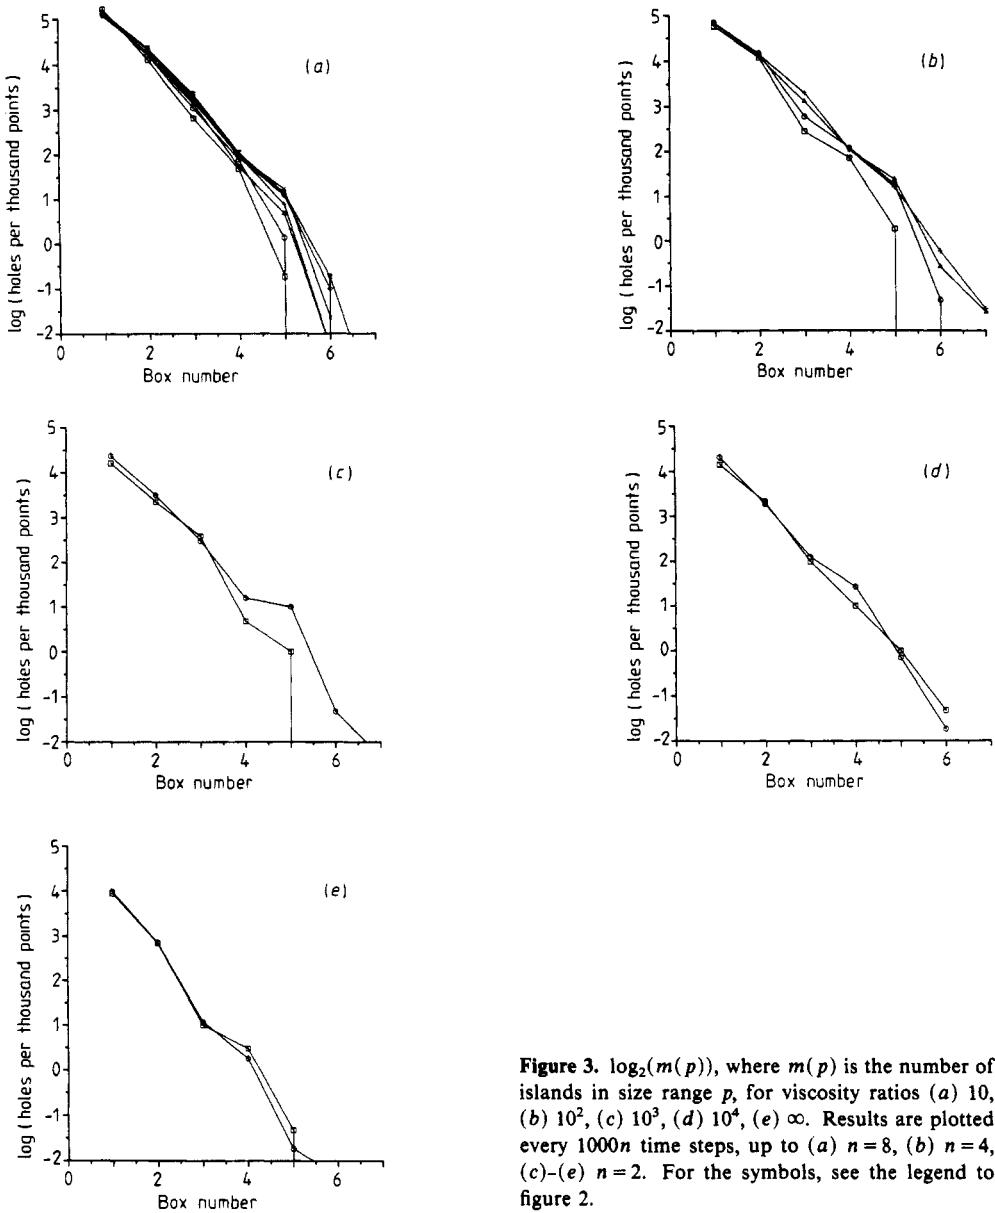 (a)
log (holes per thousand points)
5
4
3
2
1
0
-1
-2
0 2 4 6
Box number
(b)
log (holes per thousand points)
5
4
3
2
1
0
-1
-2
0 2 4 6
Box number
(c)
log (holes per thousand points)
5
4
3
2
1
0
-1
-2
0 2 4 6
Box number
(d)
log (holes per thousand points)
5
4
3
2
1
0
-1
-2
0 2 4 6
Box number
(e)
log (holes per thousand points)
5
4
3
2
1
0
-1
-2
0 2 4 6
Box number
Figure 3. log₂(m(p)), where m(p) is the number of
islands in size range p, for viscosity ratios (a) 10,
(b) 10², (c) 10³, (d) 10⁴, (e) ∞. Results are plotted
every 1000n time steps, up to (a) n = 8, (b) n = 4,
(c)-(e) n = 2. For the symbols, see the legend to
figure 2.